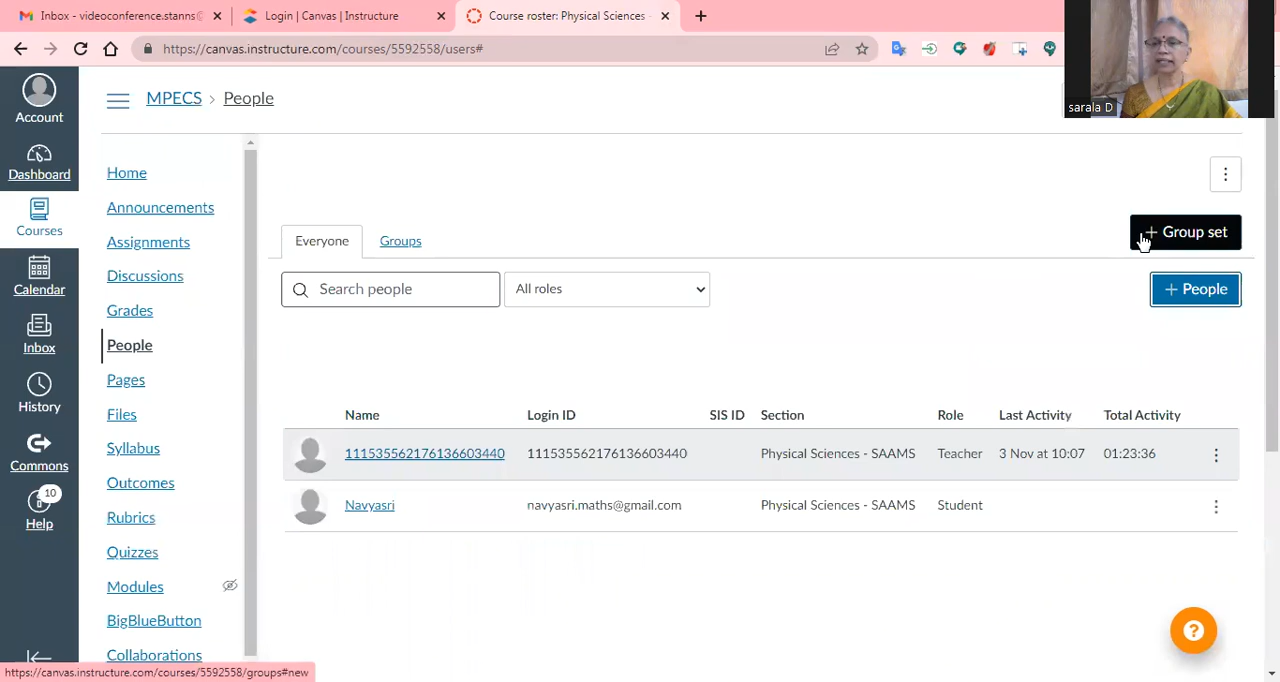 Inbox - videoconference.stanns@
Login | Canvas | Instructure
Course roster: Physical Sciences -
https://canvas.instructure.com/courses/5592558/users#
sarala D
Account
Dashboard
Courses
Calendar
Inbox
History
Commons
10
Help
MPECS > People
Home
Announcements
Assignments
Discussions
Grades
People
Pages
Files
Syllabus
Outcomes
Rubrics
Quizzes
Modules
BigBlueButton
Collaborations
+ Group set
Everyone Groups
Search people All roles
+ People
Name Login ID SIS ID Section Role Last Activity Total Activity
111535562176136603440 111535562176136603440 Physical Sciences - SAAMS Teacher 3 Nov at 10:07 01:23:36
Navyasri navyasri.maths@gmail.com Physical Sciences - SAAMS Student
?
https://canvas.instructure.com/courses/5592558/groups#new